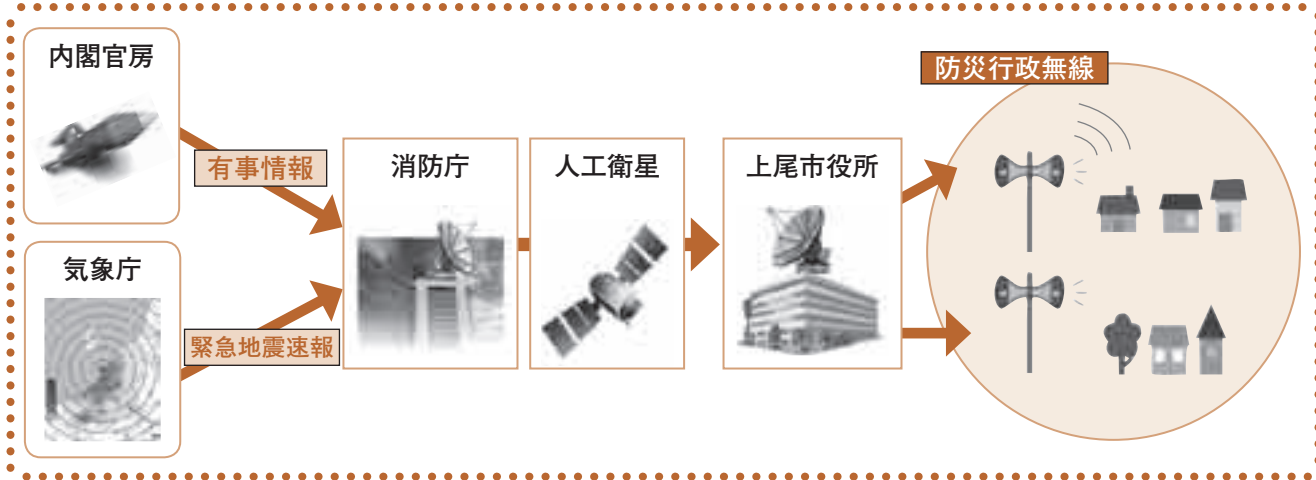 内閣官房
有事情報
気象庁
緊急地震速報
消防庁
人工衛星
上尾市役所
防災行政無線